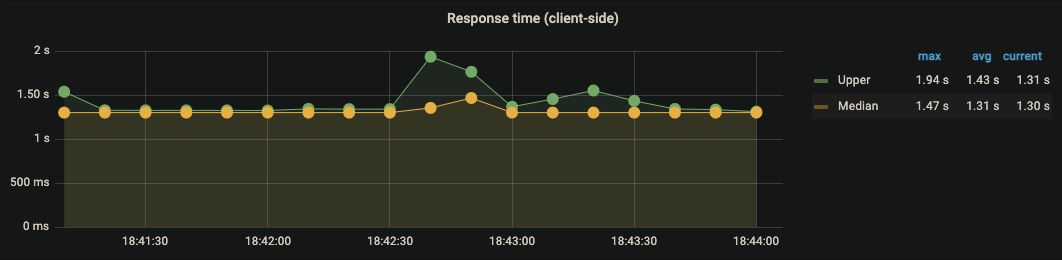 Response time (client-side)
2 s
1.50 s
1 s
500 ms
0 ms
18:41:30 18:42:00 18:42:30 18:43:00 18:43:30 18:44:00
max avg current
Upper 1.94 s 1.43 s 1.31 s
Median 1.47 s 1.31 s 1.30 s